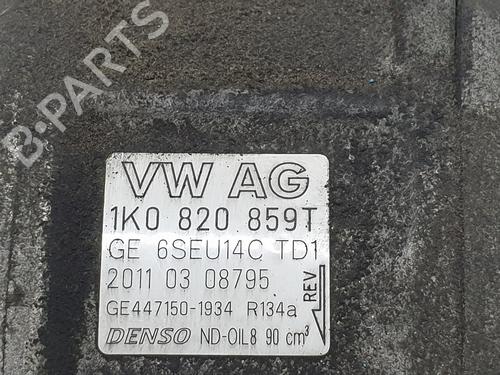 B-PARTS
VW AG
1K0 820 859T
GE 6SEU14C TD1
2011 03 08795
GE447150-1934 R134a
DENSO ND-OIL8 90 cm³
REV